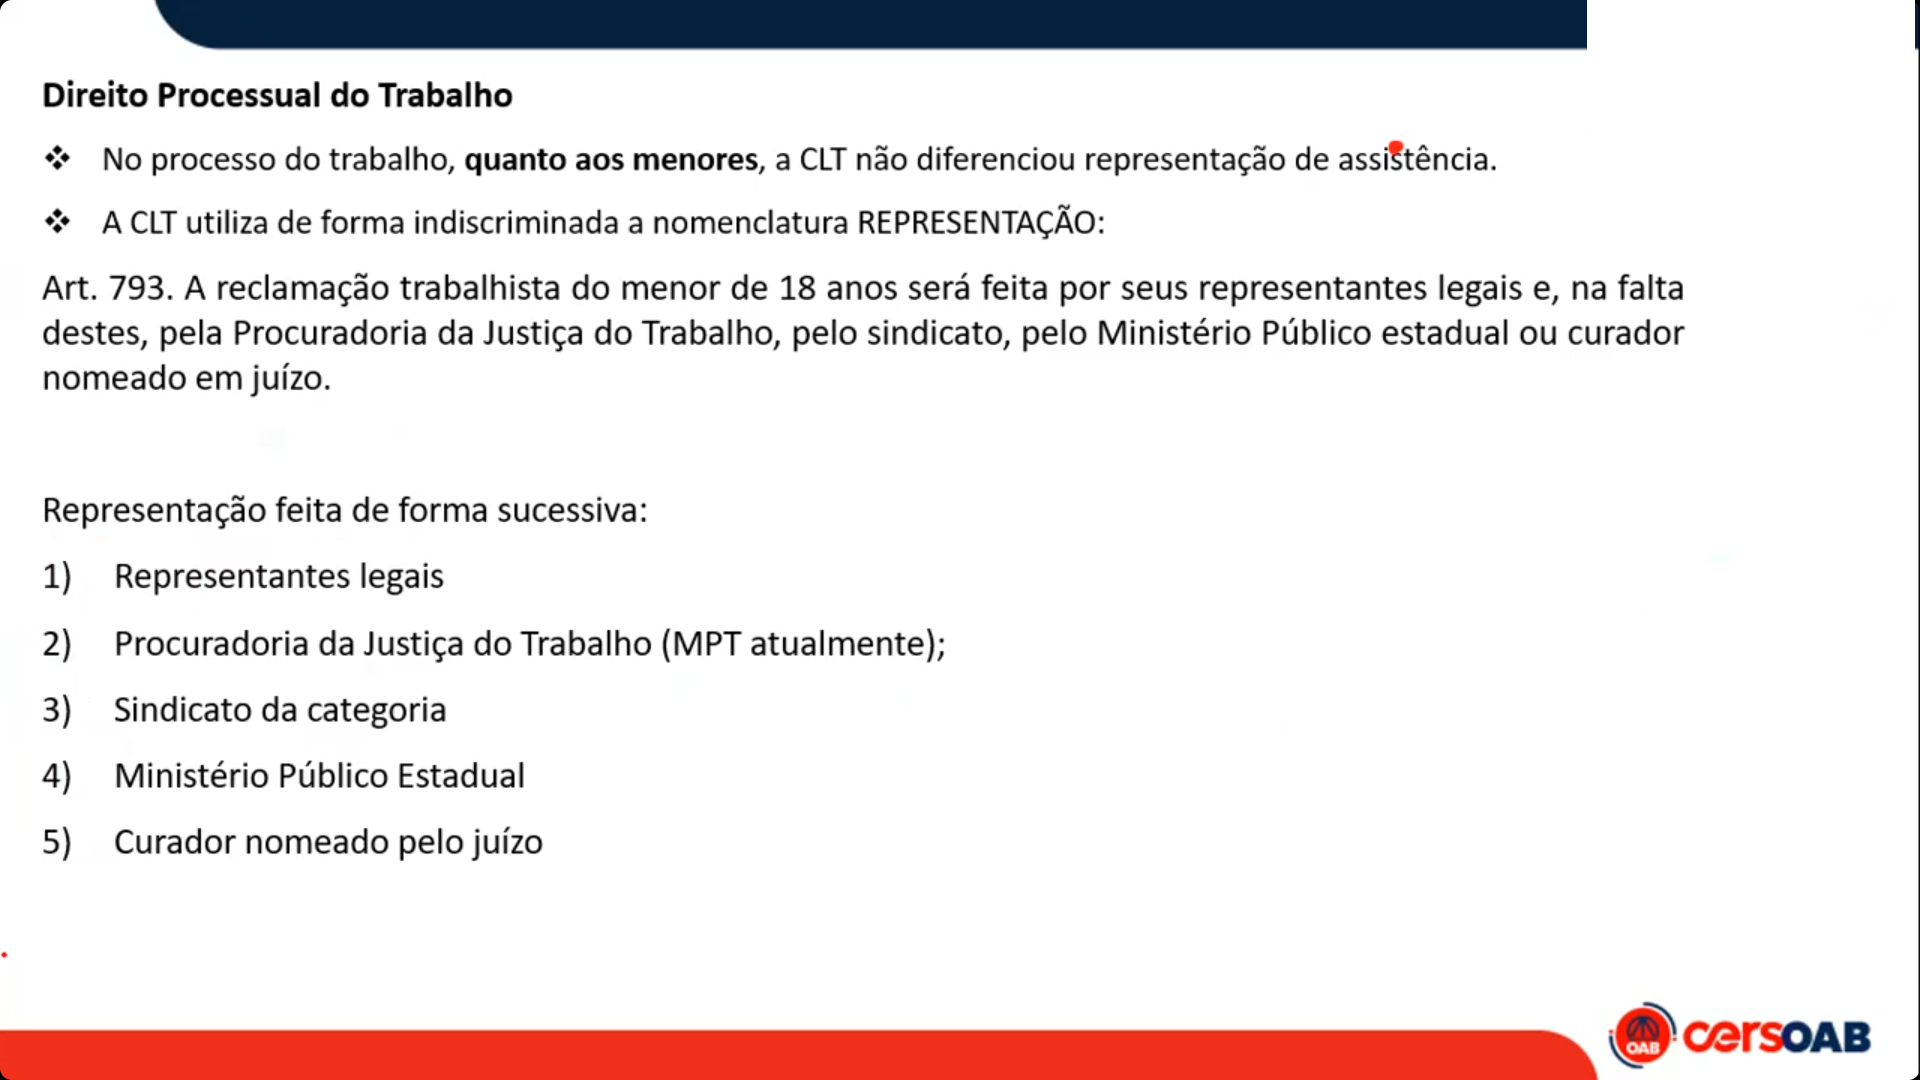 Direito Processual do Trabalho
❖ No processo do trabalho, quanto aos menores, a CLT não diferenciou representação de assistência.
❖ A CLT utiliza de forma indiscriminada a nomenclatura REPRESENTAÇÃO:
Art. 793. A reclamação trabalhista do menor de 18 anos será feita por seus representantes legais e, na falta
destes, pela Procuradoria da Justiça do Trabalho, pelo sindicato, pelo Ministério Público estadual ou curador
nomeado em juízo.
Representação feita de forma sucessiva:
1) Representantes legais
2) Procuradoria da Justiça do Trabalho (MPT atualmente);
3) Sindicato da categoria
4) Ministério Público Estadual
5) Curador nomeado pelo juízo
OAB cersOAB